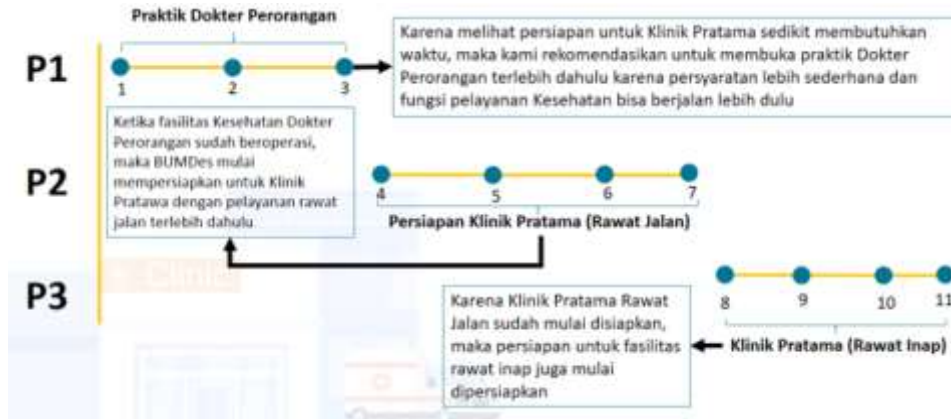 Praktik Dokter Perorangan
P1
1 2 3
Karena melihat persiapan untuk Klinik Pratama sedikit membutuhkan
waktu, maka kami rekomendasikan untuk membuka praktik Dokter
Perorangan terlebih dahulu karena persyaratan lebih sederhana dan
fungsi pelayanan Kesehatan bisa berjalan lebih dulu
Ketika fasilitas Kesehatan Dokter
Perorangan sudah beroperasi,
maka BUMDes mulai
mempersiapkan untuk Klinik
Pratawa dengan pelayanan rawat
jalan terlebih dahulu
P2
4 5 6 7
Persiapan Klinik Pratama (Rawat Jalan)
P3
8 9 10 11
Karena Klinik Pratama Rawat
Jalan sudah mulai disiapkan,
maka persiapan untuk fasilitas
rawat inap juga mulai
dipersiapkan
Klinik Pratama (Rawat Inap)